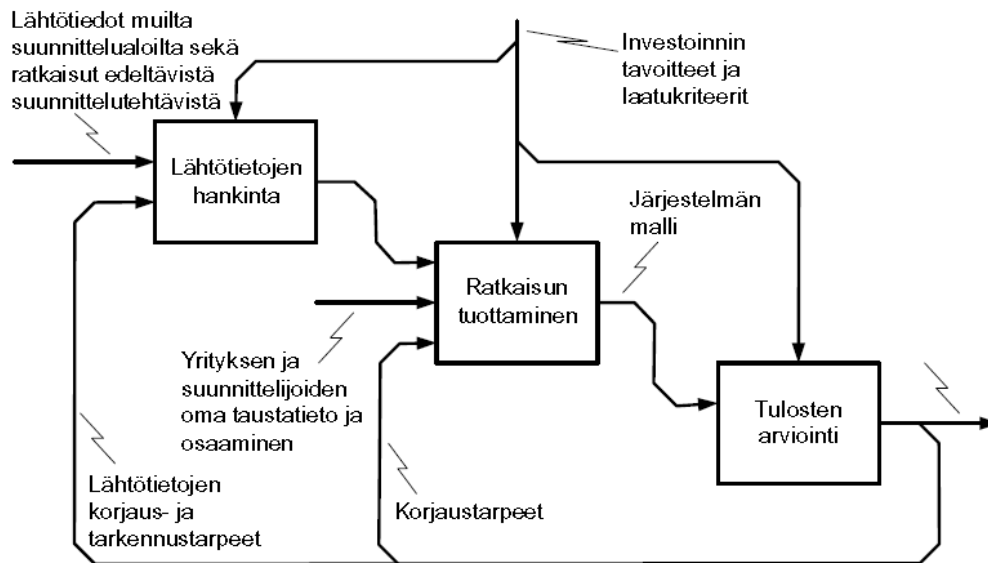 Lähtötiedot muilta
suunnittelualoilta sekä
ratkaisut edeltävistä
suunnittelutehtävistä
Investoinnin
tavoitteet ja
laatukriteerit
Lähtötietojen
hankinta
Järjestelmän
malli
Ratkaisun
tuottaminen
Yrityksen ja
suunnittelijoiden
oma taustatieto ja
osaaminen
Tulosten
arviointi
Lähtötietojen
korjaus- ja
tarkennustarpeet
Korjaustarpeet